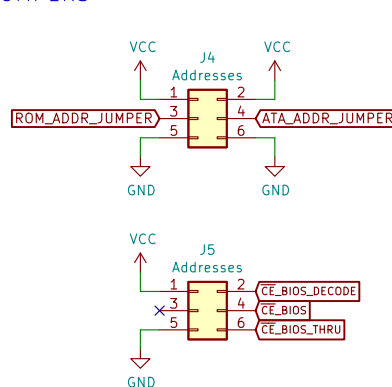 VCC J4 VCC
Addresses
1 2
ROM_ADDR_JUMPER 3 4 ATA_ADDR_JUMPER
5 6
GND GND
VCC J5
Addresses
1 2 CE_BIOS_DECODE
3 4 CE_BIOS
5 6 CE_BIOS_THRU
GND